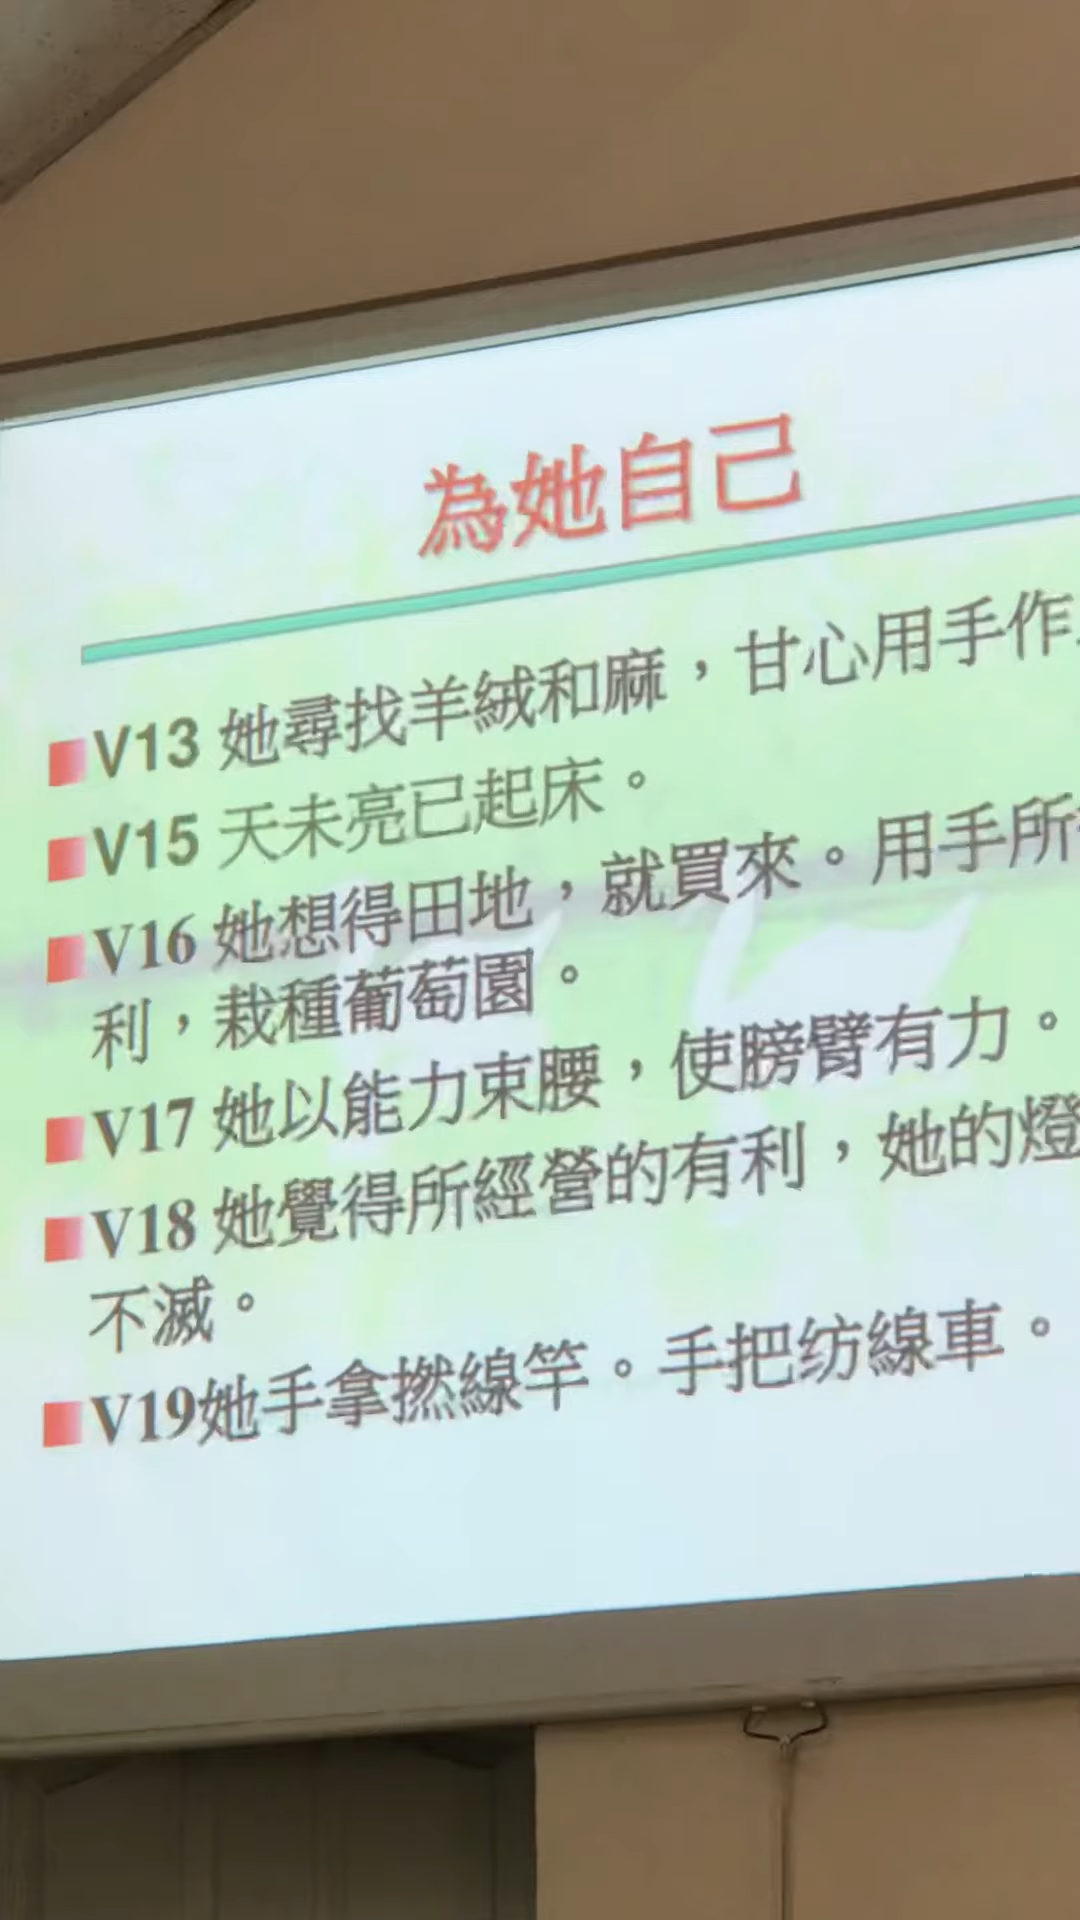 為她自己
V13 她尋找羊絨和麻，甘心用手作
V15 天未亮已起床。
V16 她想得田地，就買來。用手所
利，栽種葡萄園。
V17 她以能力束腰，使膀臂有力。
V18 她覺得所經營的有利，她的燈
不滅。
V19她手拿撚線竿。手把纺線車。